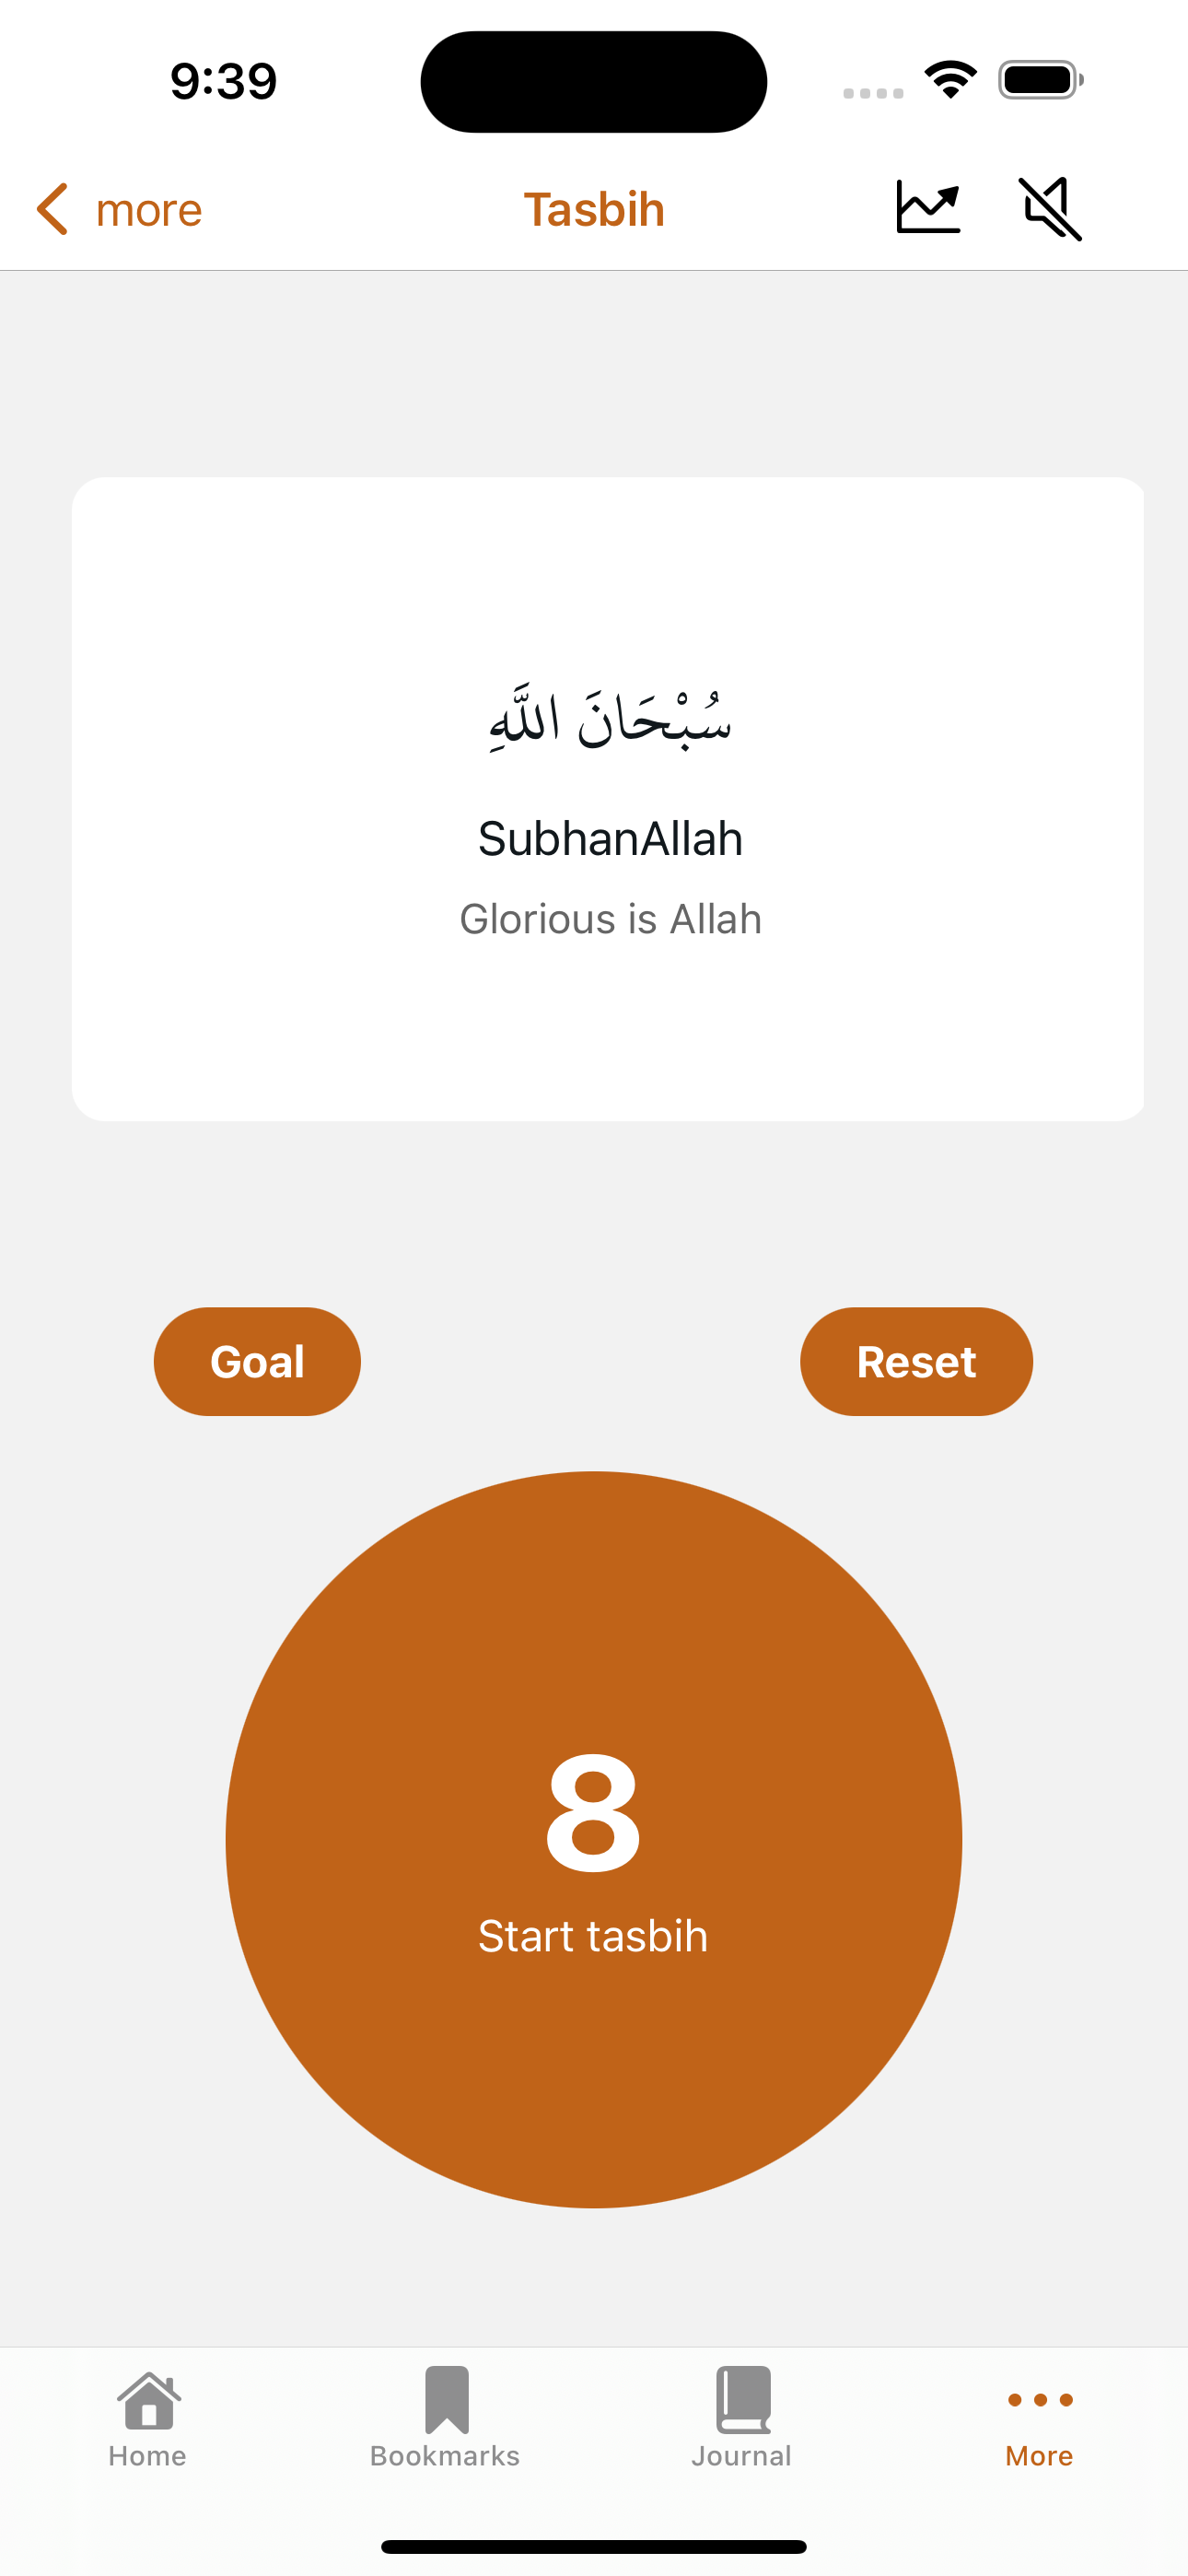 9:39
more
Tasbih
سُبْحَانَ اللَّهِ
SubhanAllah
Glorious is Allah
Goal
Reset
8
Start tasbih
Home
Bookmarks
Journal
More